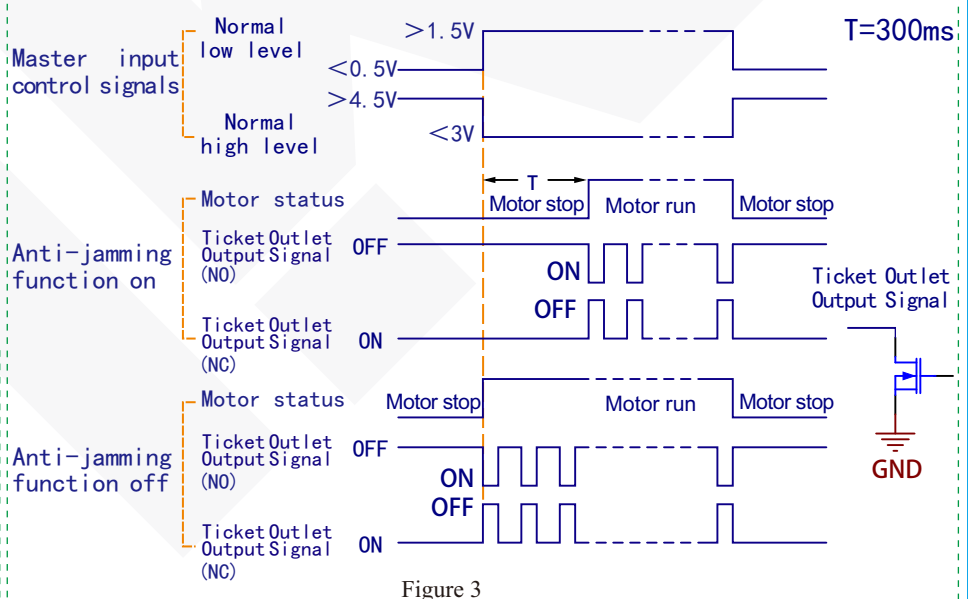 Normal
low level
>1.5V
T=300ms
Master input
control signals
<0.5V
>4.5V
Normal
high level
<3V
T
Motor status
Motor stop
Motor run
Motor stop
Anti-jamming
function on
Ticket Outlet
Output Signal
(NO)
OFF
ON
OFF
Ticket Outlet
Output Signal
(NC)
ON
Ticket Outlet
Output Signal
GND
Motor status
Motor stop
Motor run
Motor stop
Anti-jamming
function off
Ticket Outlet
Output Signal
(NO)
OFF
ON
OFF
Ticket Outlet
Output Signal
(NC)
ON
Figure 3